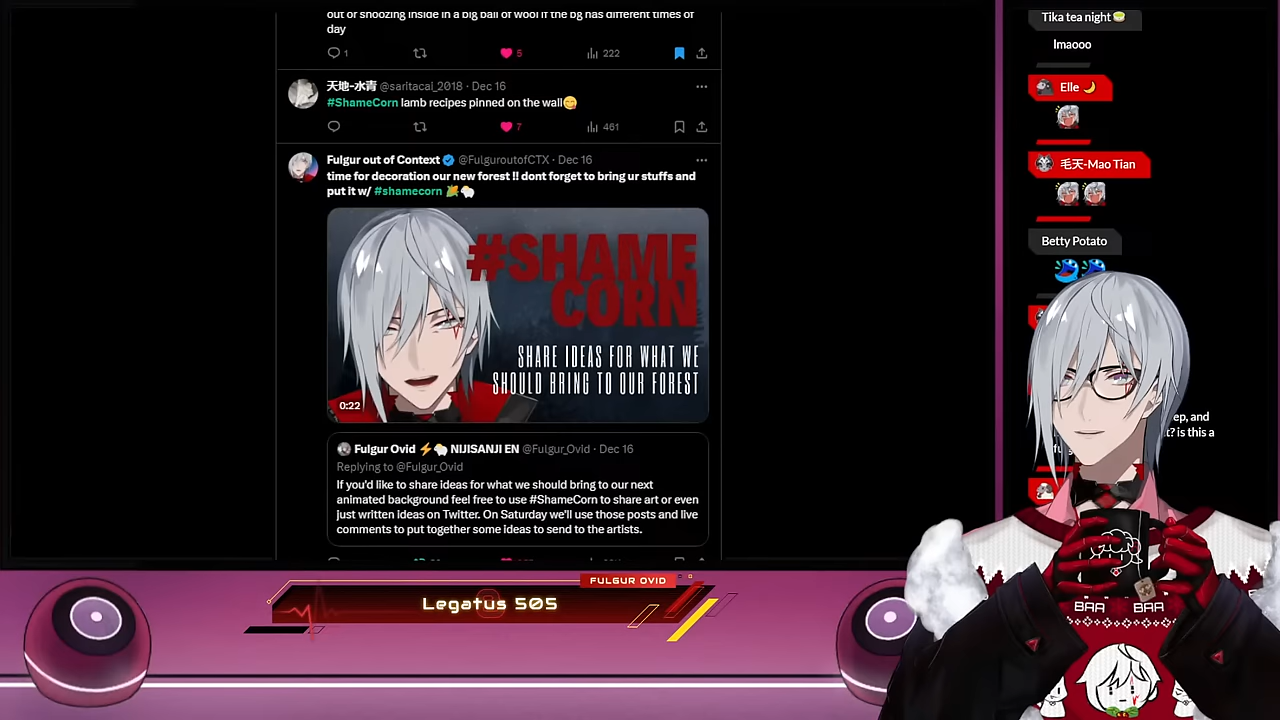 out or snoozing inside in a big ball of wool if the bg has different times of
day
1
5
222
天地-水青 @saritacai_2018 · Dec 16
#ShameCorn lamb recipes pinned on the wall😋
7
461
Fulgur out of Context @FulguroutofCTX · Dec 16
time for decoration our new forest !! dont forget to bring ur stuffs and
put it w/ #shamecorn 🌽🐑
#SHAME
CORN
SHARE IDEAS FOR WHAT WE
SHOULD BRING TO OUR FOREST
0:22
Fulgur Ovid ⚡🐑 NIJISANJI EN @Fulgur_Ovid · Dec 16
Replying to @Fulgur_Ovid
If you'd like to share ideas for what we should bring to our next
animated background feel free to use #ShameCorn to share art or even
just written ideas on Twitter. On Saturday we'll use those posts and live
comments to put together some ideas to send to the artists.
Tika tea night🍵
lmaooo
Elle 🌙
毛天-Mao Tian
Betty Potato
ep, and
t? is this a
FULGUR OVID
Legatus 505
BAA BAA